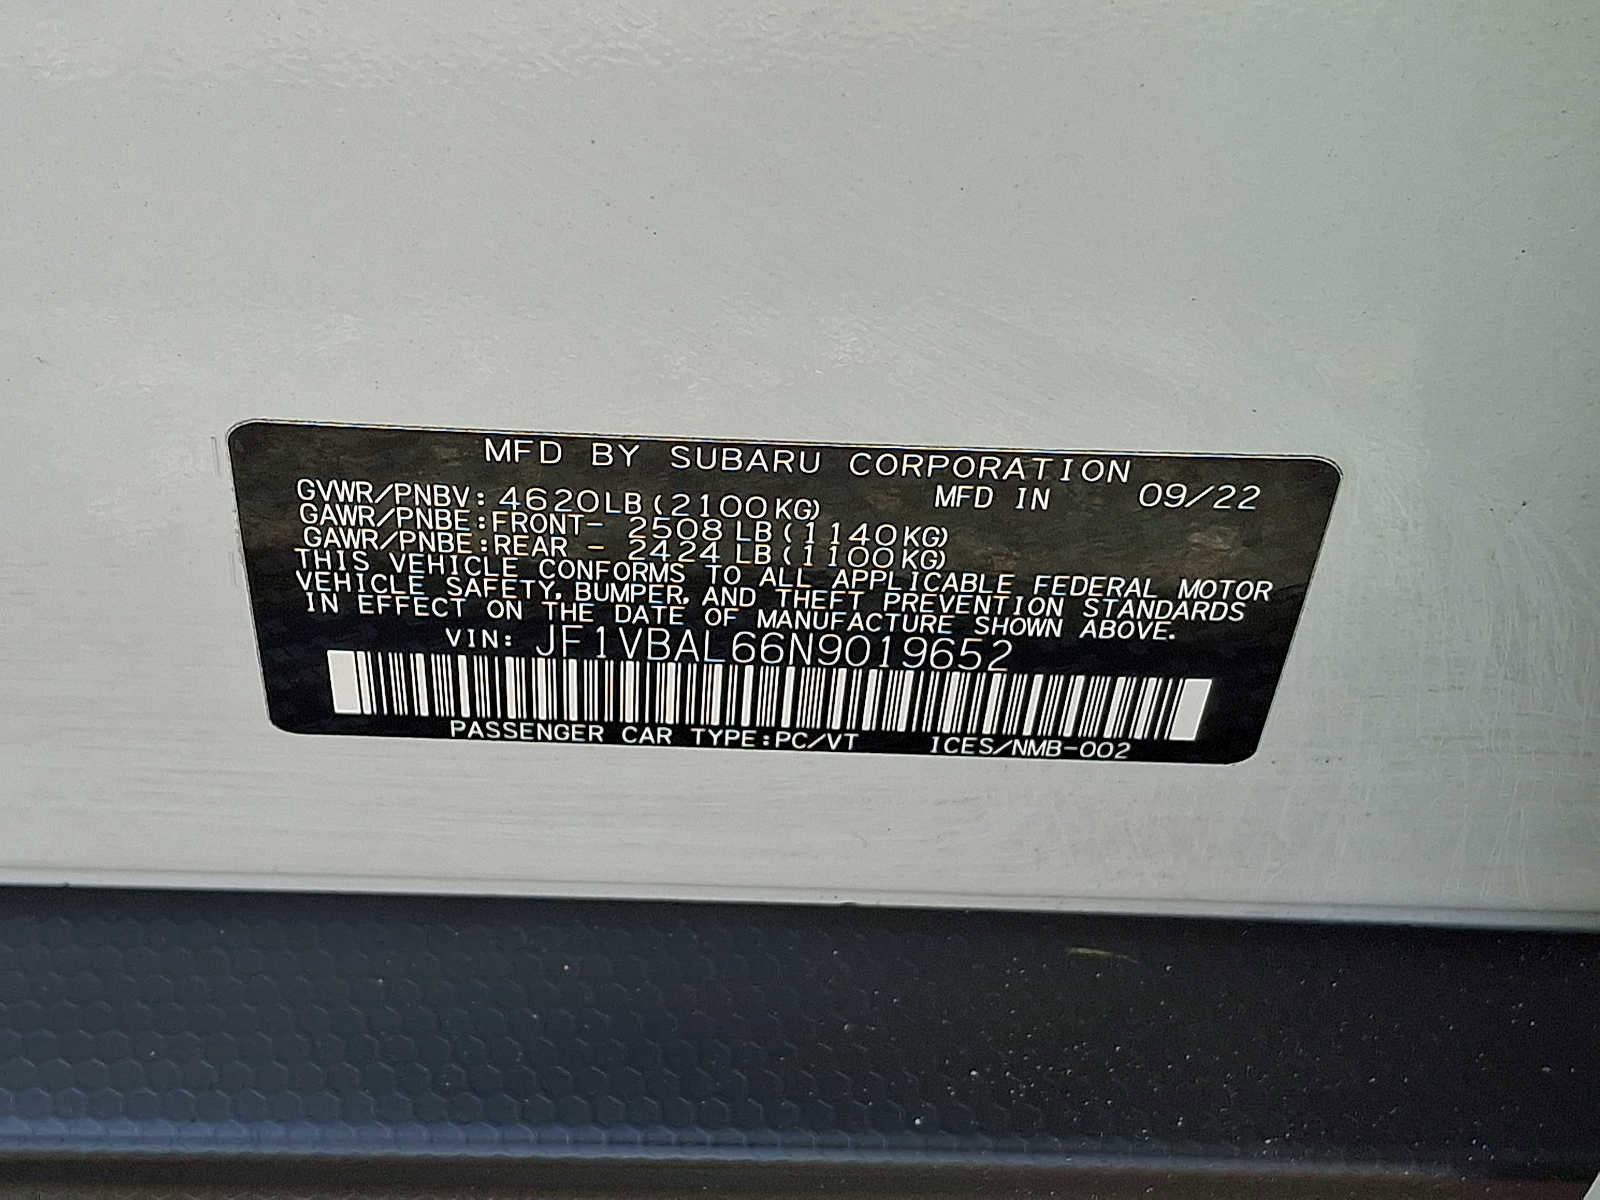 MFD BY SUBARU CORPORATION
GVWR/PNBV: 4620LB(2100KG) MFD IN 09/22
GAWR/PNBE:FRONT- 2508LB(1140KG)
GAWR/PNBE:REAR - 2424LB(1100KG)
THIS VEHICLE CONFORMS TO ALL APPLICABLE FEDERAL MOTOR
VEHICLE SAFETY, BUMPER, AND THEFT PREVENTION STANDARDS
IN EFFECT ON THE DATE OF MANUFACTURE SHOWN ABOVE.
VIN: JF1VBAL66N9019652
PASSENGER CAR TYPE:PC/VT ICES/NMB-002